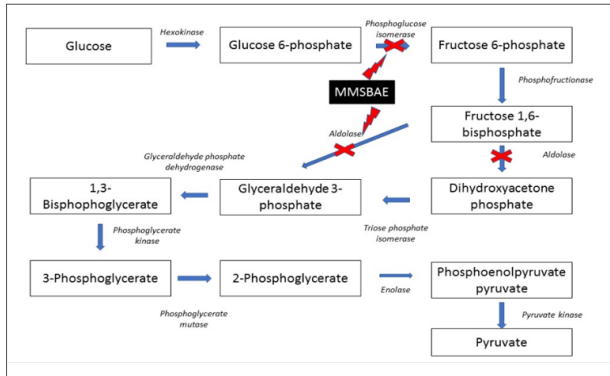 Glucose
Hexokinase
Glucose 6-phosphate
Phosphoglucose
isomerase
Fructose 6-phosphate
Phosphofructionase
MMSBAE
Fructose 1,6-
bisphosphate
Aldolase
Aldolase
Glyceraldehyde phosphate
dehydrogenase
1,3-
Bisphophoglycerate
Glyceraldehyde 3-
phosphate
Dihydroxyacetone
phosphate
Triose phosphate
isomerase
Phosphoglycerate
kinase
3-Phosphoglycerate
2-Phosphoglycerate
Phosphoenolpyruvate
pyruvate
Phosphoglycerate
mutase
Enolase
Pyruvate kinase
Pyruvate